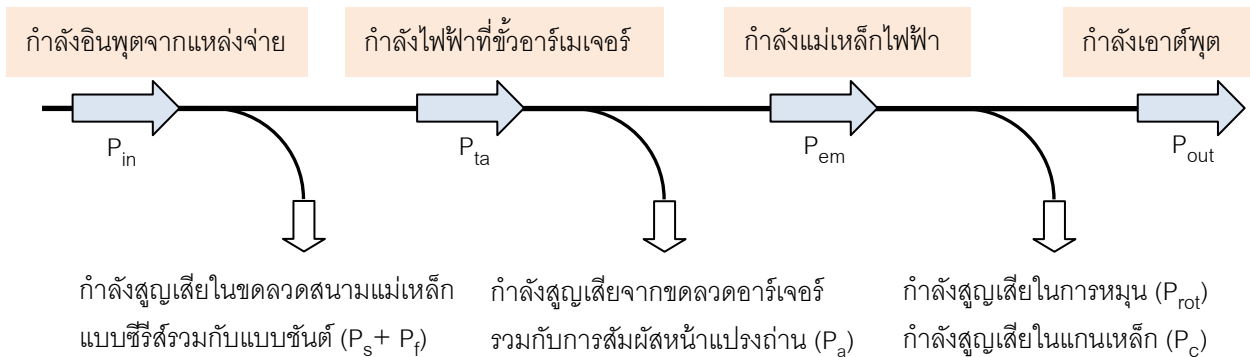 กำลังอินพุตจากแหล่งจ่าย
กำลังไฟฟ้าที่ขั้วอาร์เมเจอร์
กำลังแม่เหล็กไฟฟ้า
กำลังเอาต์พุต
P_in
P_ta
P_em
P_out
กำลังสูญเสียในขดลวดสนามแม่เหล็ก
แบบซีรีส์รวมกับแบบชันต์ (P_s+ P_f)
กำลังสูญเสียจากขดลวดอาร์เจอร์
รวมกับการสัมผัสหน้าแปรงถ่าน (P_a)
กำลังสูญเสียในการหมุน (P_rot)
กำลังสูญเสียในแกนเหล็ก (P_c)